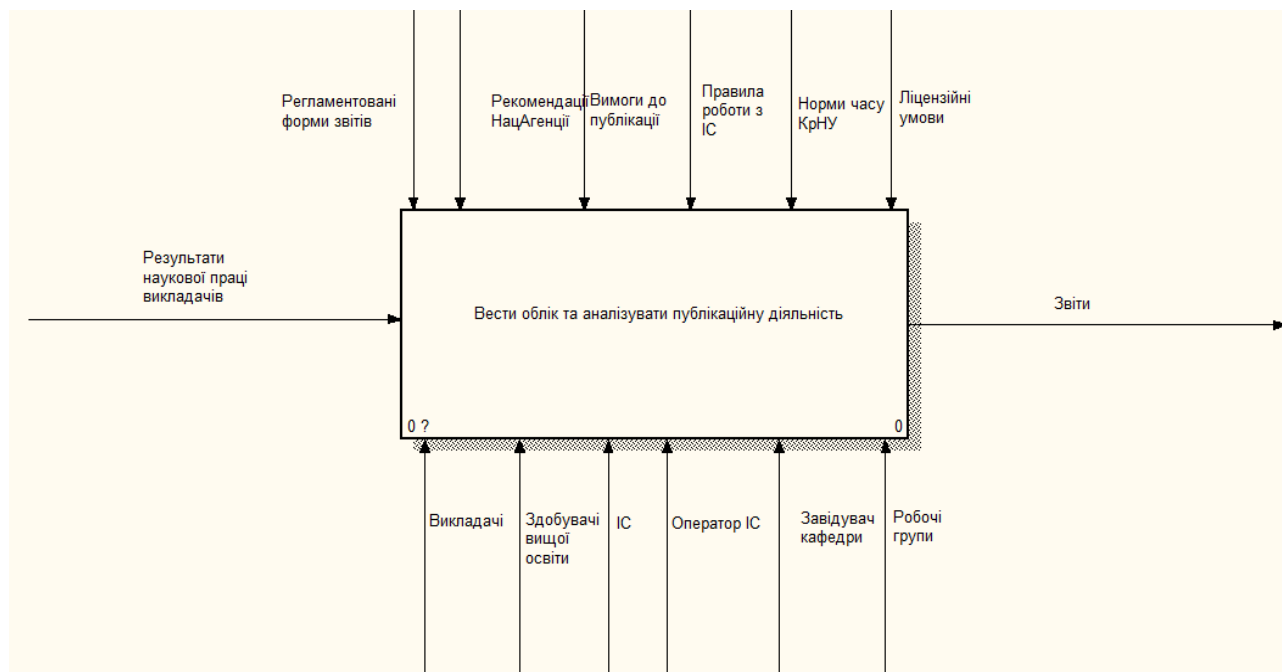 Регламентовані
форми звітів
Рекомендації
НацАгенції
Вимоги до
публікації
Правила
роботи з
ІС
Норми часу
КрНУ
Ліцензійні
умови
Результати
наукової праці
викладачів
Вести облік та аналізувати публікаційну діяльність
Звіти
0 ?
0
Викладачі
Здобувачі
вищої
освіти
ІС
Оператор ІС
Завідувач
кафедри
Робочі
групи